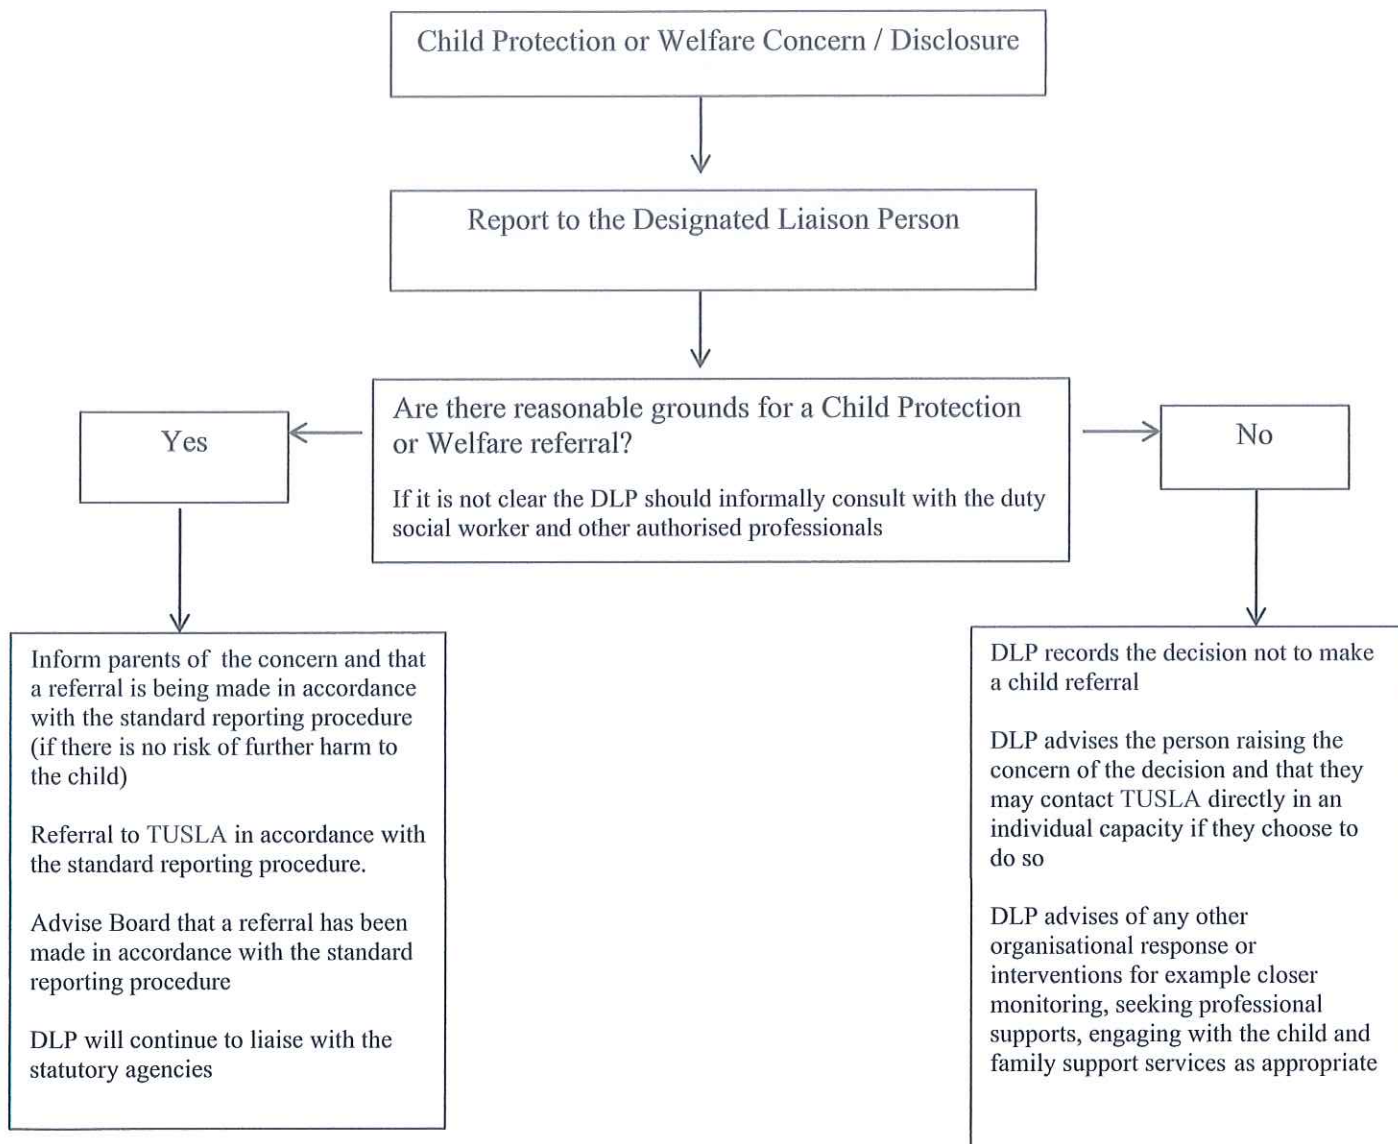 Child Protection or Welfare Concern / Disclosure
Report to the Designated Liaison Person
Are there reasonable grounds for a Child Protection
or Welfare referral?
If it is not clear the DLP should informally consult with the duty
social worker and other authorised professionals
Yes
No
Inform parents of the concern and that
a referral is being made in accordance
with the standard reporting procedure
(if there is no risk of further harm to
the child)
Referral to TUSLA in accordance with
the standard reporting procedure.
Advise Board that a referral has been
made in accordance with the standard
reporting procedure
DLP will continue to liaise with the
statutory agencies
DLP records the decision not to make
a child referral
DLP advises the person raising the
concern of the decision and that they
may contact TUSLA directly in an
individual capacity if they choose to
do so
DLP advises of any other
organisational response or
interventions for example closer
monitoring, seeking professional
supports, engaging with the child and
family support services as appropriate